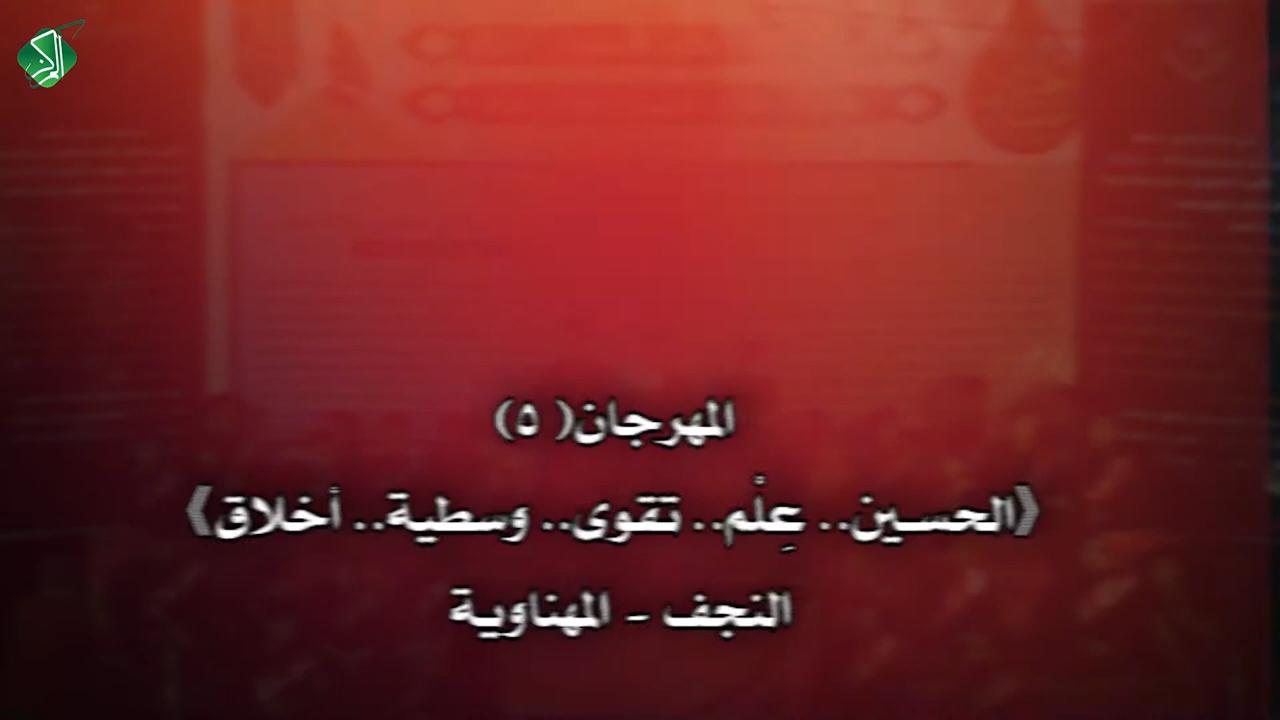 المهرجان( ٥)
《الحسين.. عِلْم.. تقوى.. وسطية.. أخلاق》
النجف - المهناوية